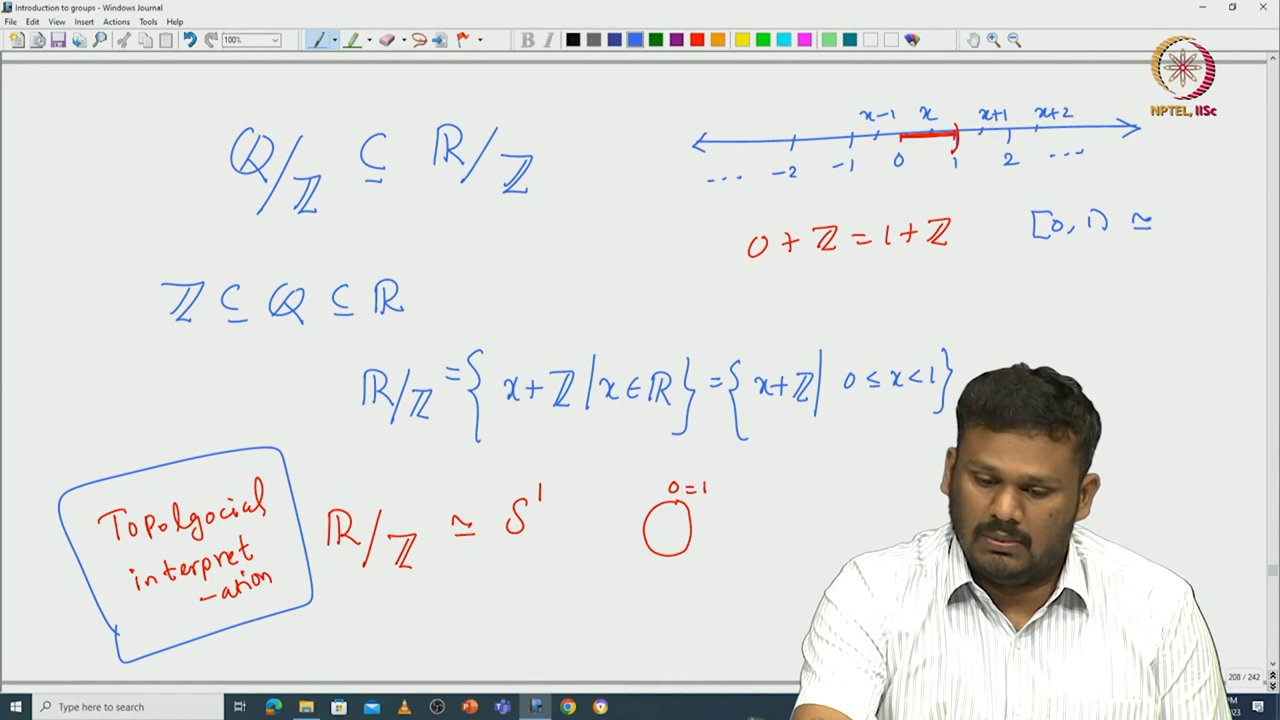 Introduction to groups - Windows Journal
File Edit View Insert Actions Tools Help
100%
B I
NPTEL, IISc
ℚ/ℤ ⊆ ℝ/ℤ
x-1 x x+1 x+2
... -2 -1 0 1 2 ...
0 + ℤ = 1 + ℤ [0, 1) ≅
ℤ ⊆ ℚ ⊆ ℝ
ℝ/ℤ = { x + ℤ | x ∈ ℝ } = { x + ℤ | 0 ≤ x < 1 }
Topolgocial
interpret
-ation
ℝ/ℤ ≅ S¹
0 = 1
208 / 242
Type here to search